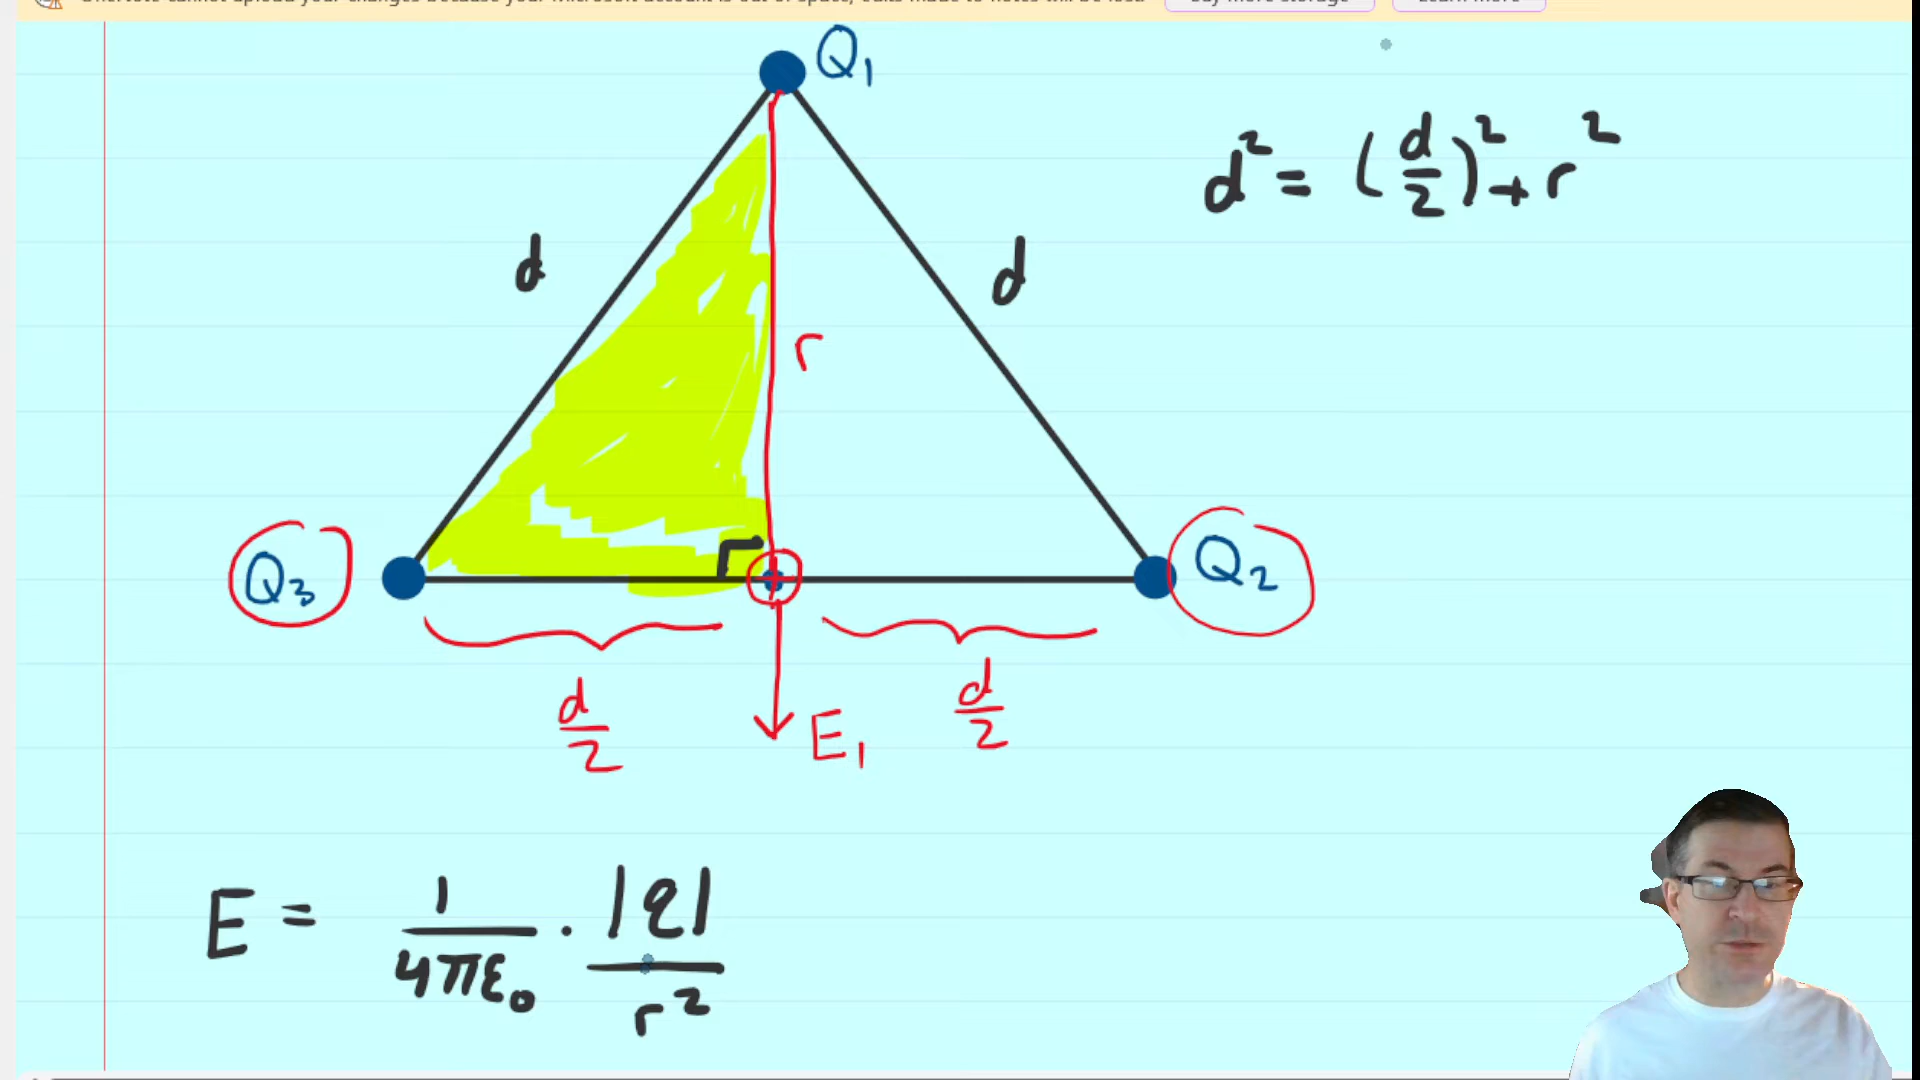 Q₁
d² = (d/2)² + r²
d
d
r
Q₃
Q₂
d/2
E₁
d/2
E = 1/4πε₀ · |q|/r²